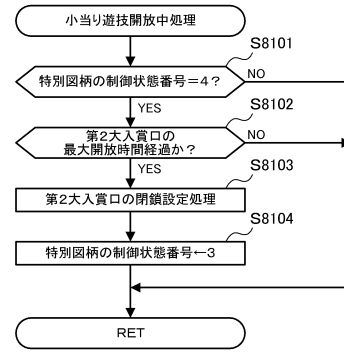 小当り遊技開放中処理
S8101
特別図柄の制御状態番号＝4？
NO
YES
S8102
第2大入賞口の
最大開放時間経過か？
NO
YES
S8103
第2大入賞口の閉鎖設定処理
S8104
特別図柄の制御状態番号←3
RET